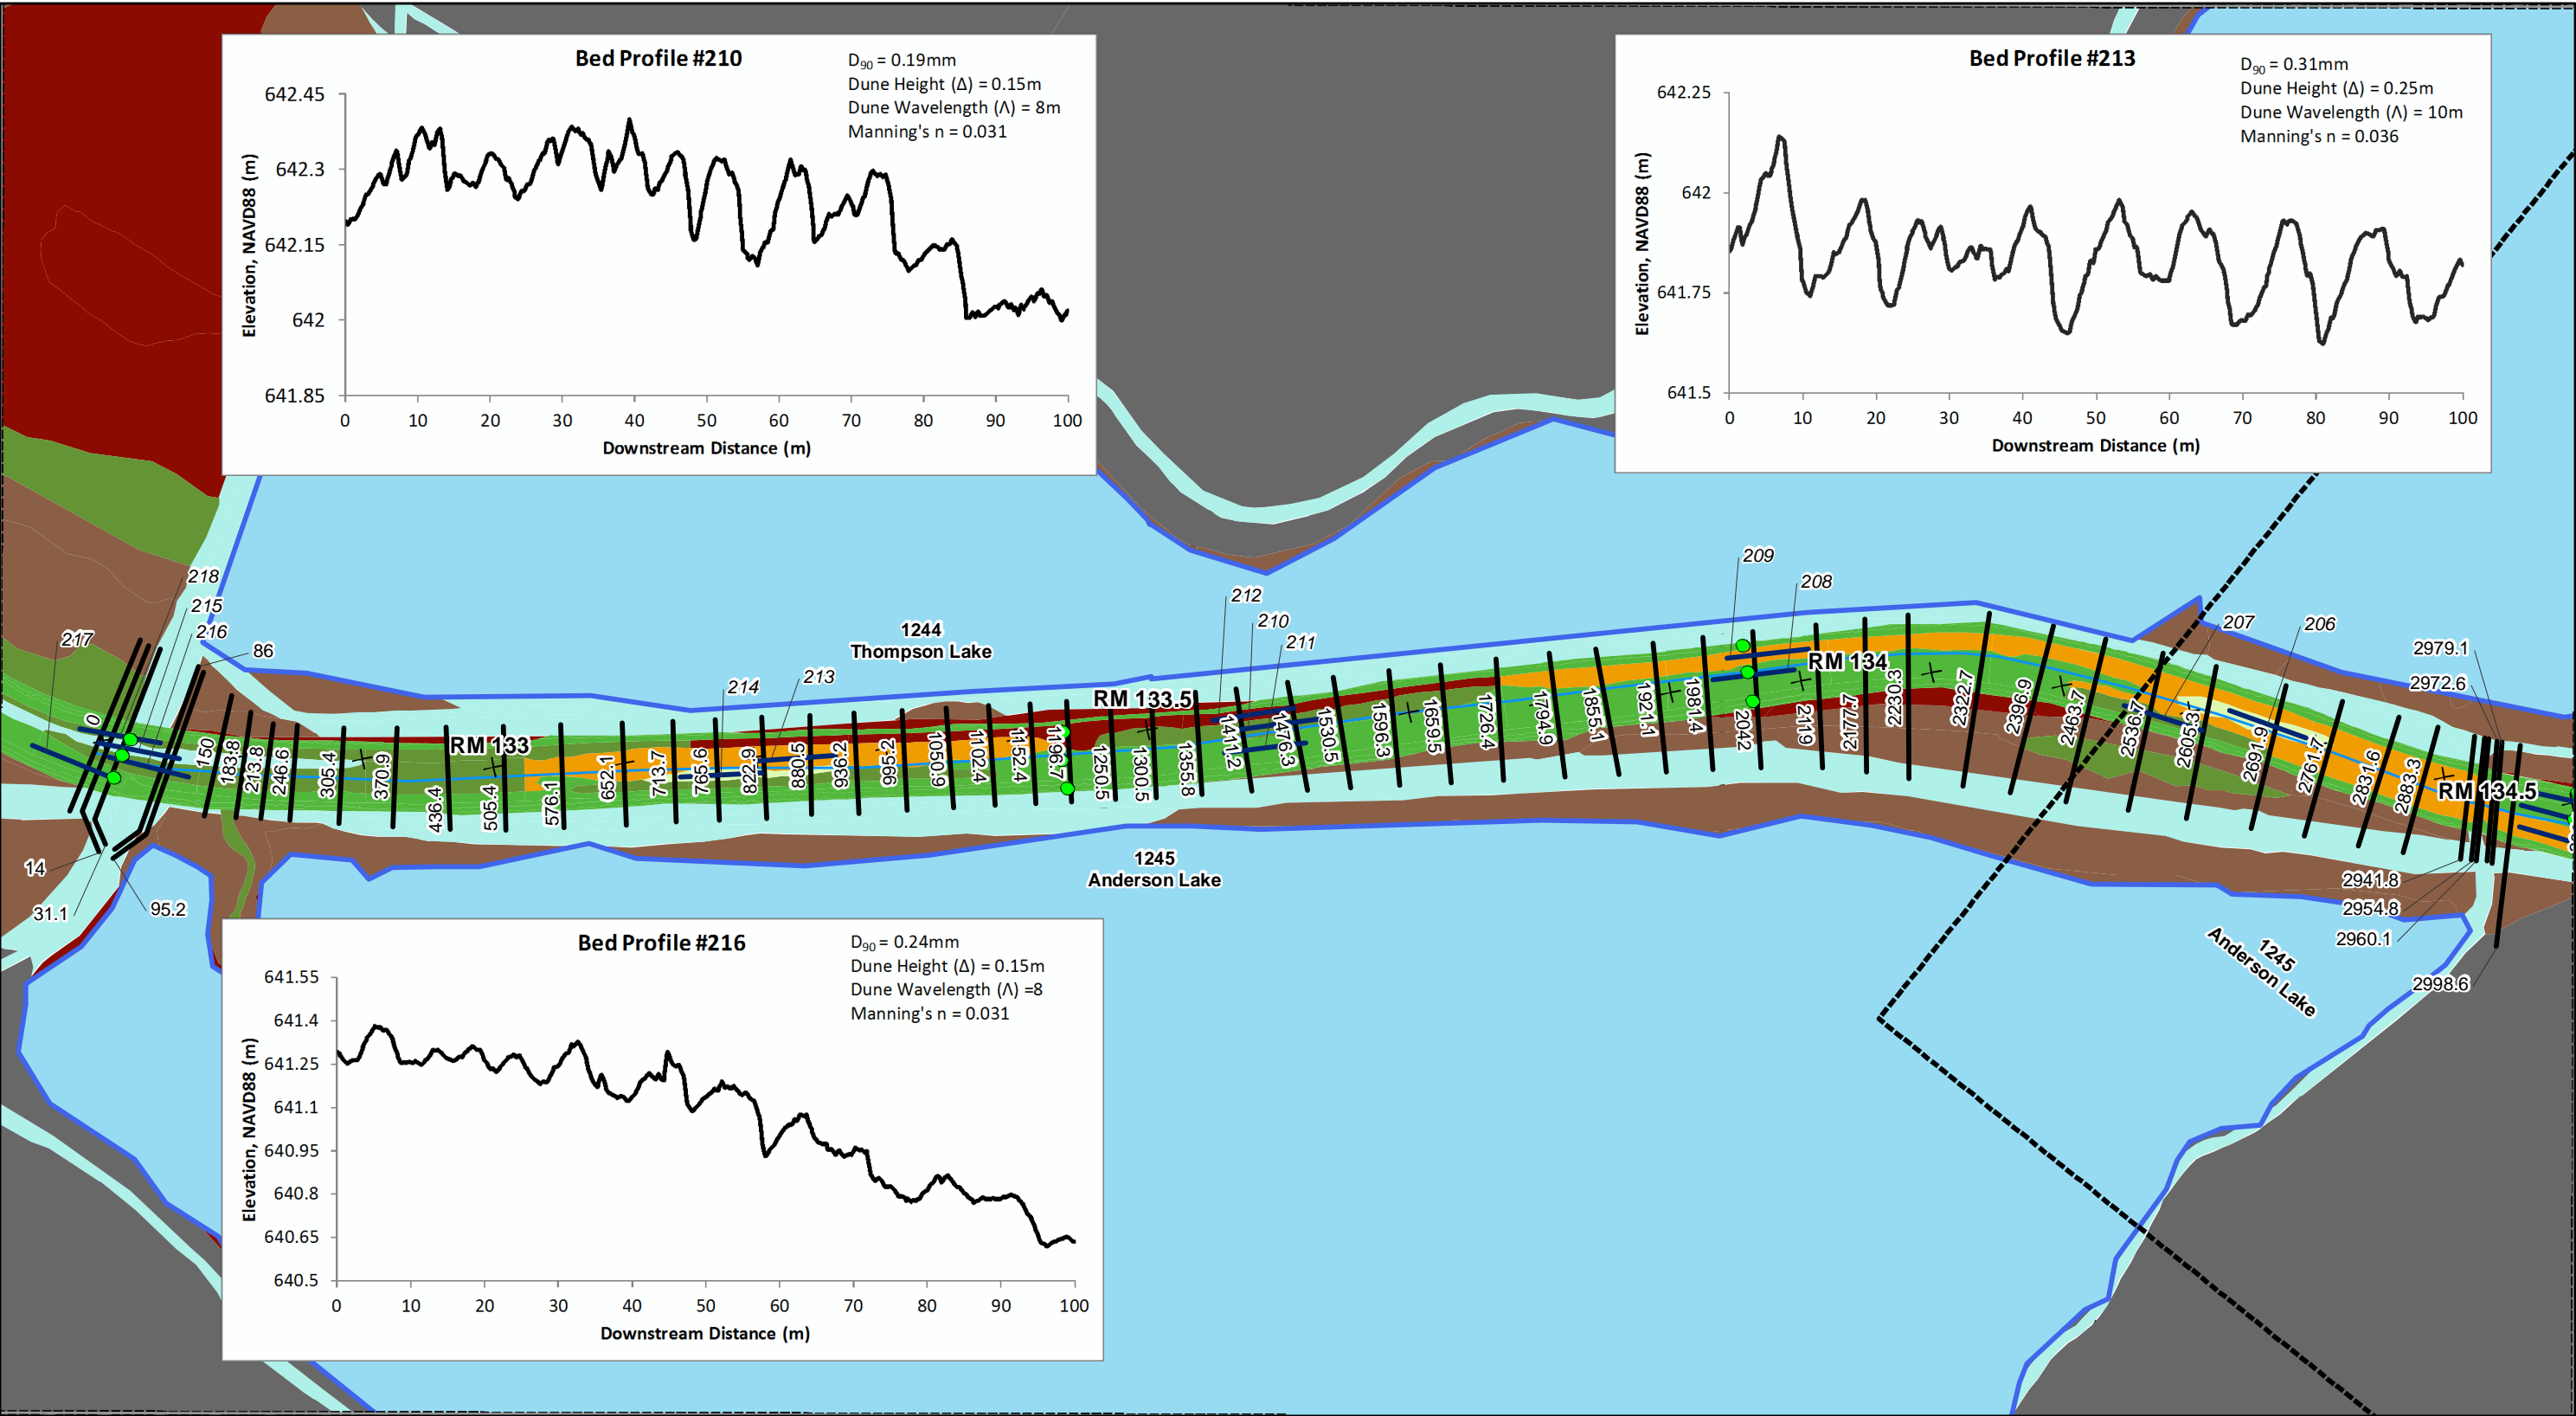 Bed Profile #210
D90 = 0.19mm
Dune Height (Δ) = 0.15m
Dune Wavelength (Λ) = 8m
Manning's n = 0.031
Elevation, NAVD88 (m)
642.45
642.3
642.15
642
641.85
0 10 20 30 40 50 60 70 80 90 100
Downstream Distance (m)
Bed Profile #213
D90 = 0.31mm
Dune Height (Δ) = 0.25m
Dune Wavelength (Λ) = 10m
Manning's n = 0.036
Elevation, NAVD88 (m)
642.25
642
641.75
641.5
0 10 20 30 40 50 60 70 80 90 100
Downstream Distance (m)
218
215
216
217
86
0
14
31.1
95.2
150
183.8
213.8
246.6
305.4
370.9
436.4
RM 133
505.4
576.1
652.1
713.7
214
213
765.6
822.9
880.5
936.2
995.2
1244
Thompson Lake
1050.9
1102.4
1152.4
1196.7
RM 133.5
1250.5
1300.5
1355.8
212
210
211
1411.2
1476.3
1530.5
1596.3
1659.5
1726.4
1794.9
1855.1
1921.1
1981.4
209
208
2042
RM 134
2119
2177.7
2230.3
2322.7
2396.9
2463.7
2536.7
207
206
2605.3
2691.9
2761.7
2831.6
2883.3
2979.1
2972.6
RM 134.5
2941.8
2954.8
2960.1
2998.6
1245
Anderson Lake
1245
Anderson Lake
Bed Profile #216
D90 = 0.24mm
Dune Height (Δ) = 0.15m
Dune Wavelength (Λ) =8
Manning's n = 0.031
Elevation, NAVD88 (m)
641.55
641.4
641.25
641.1
640.95
640.8
640.65
640.5
0 10 20 30 40 50 60 70 80 90 100
Downstream Distance (m)